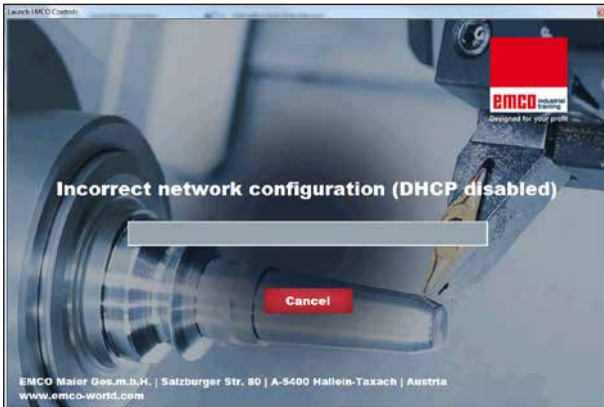 Launch EMCO Controls
emco industrial
training
Designed for your profit
Incorrect network configuration (DHCP disabled)
Cancel
EMCO Maier Ges.m.b.H. | Salzburger Str. 80 | A-5400 Hallein-Taxach | Austria
www.emco-world.com